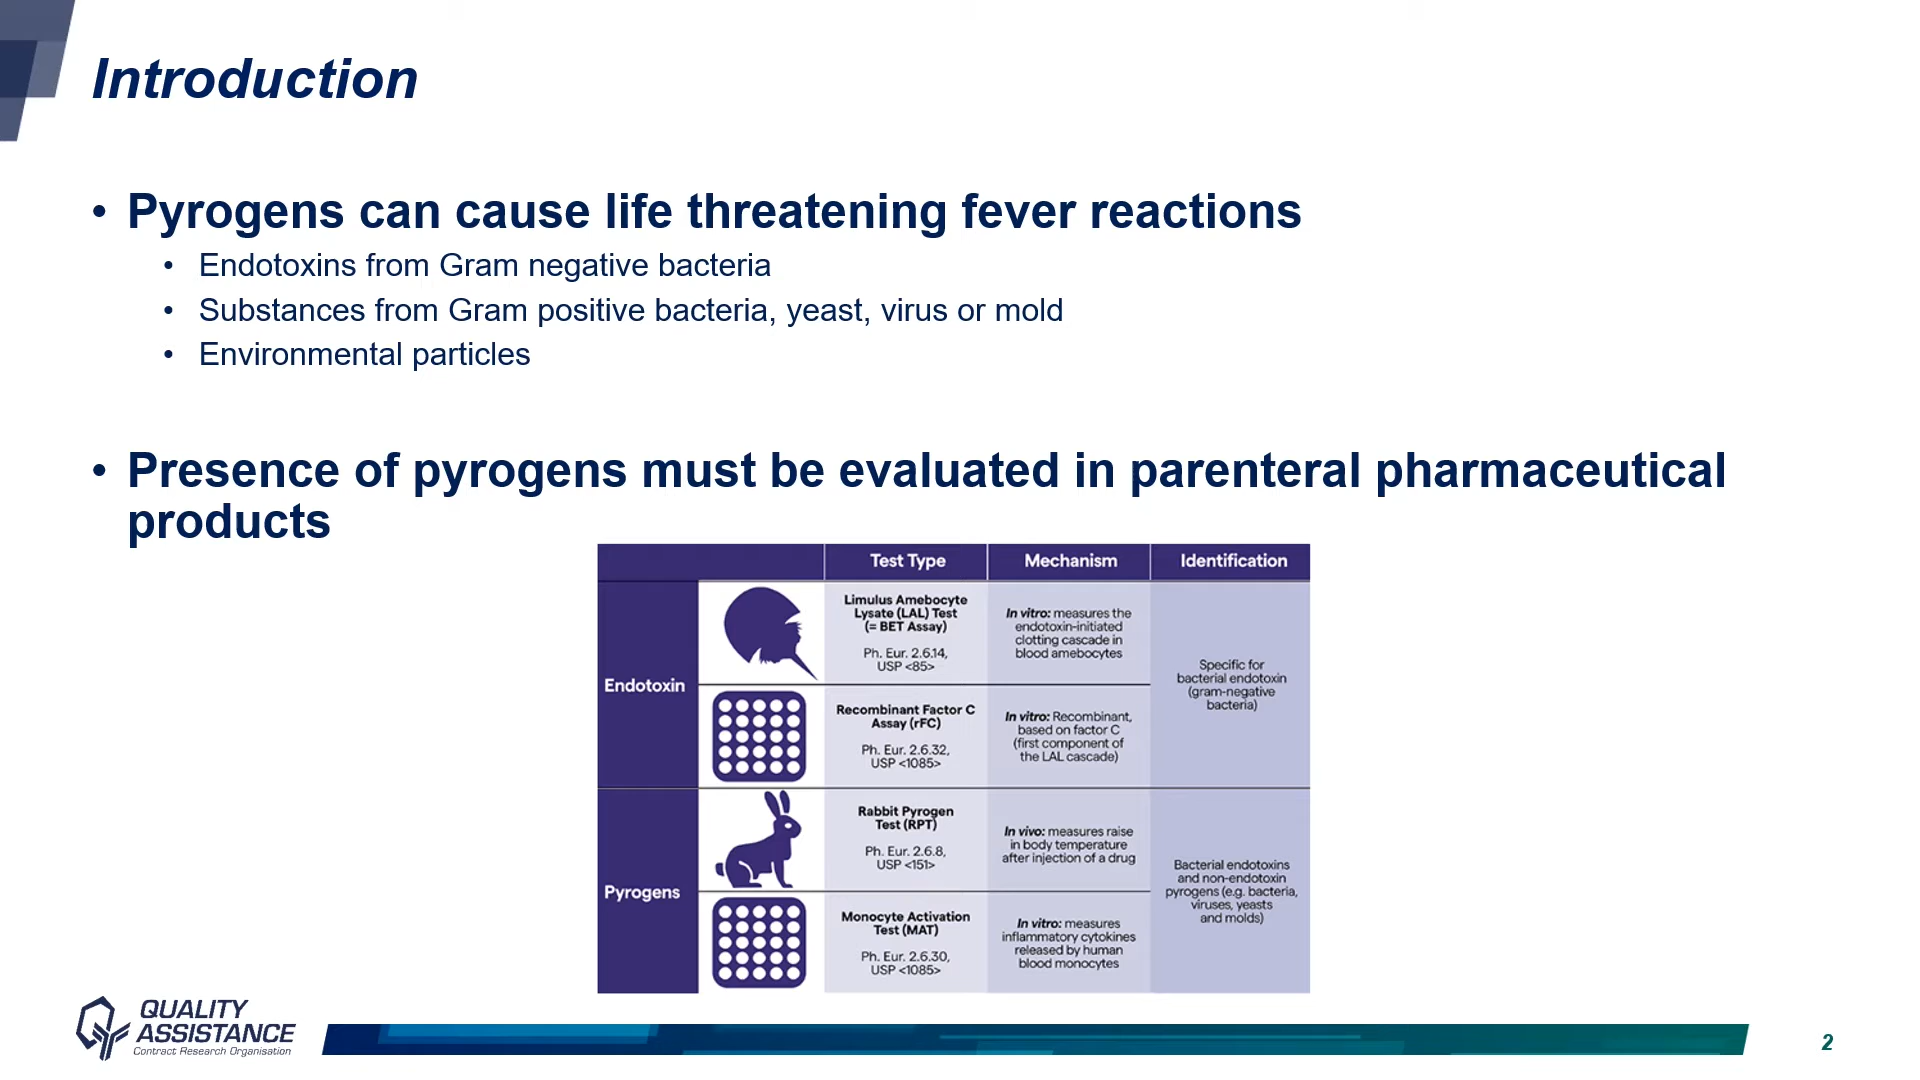 Introduction
• Pyrogens can cause life threatening fever reactions
• Endotoxins from Gram negative bacteria
• Substances from Gram positive bacteria, yeast, virus or mold
• Environmental particles
• Presence of pyrogens must be evaluated in parenteral pharmaceutical
products
Test Type
Mechanism
Identification
Endotoxin
Limulus Amebocyte
Lysate (LAL) Test
(= BET Assay)
Ph. Eur. 2.6.14,
USP <85>
In vitro: measures the
endotoxin-initiated
clotting cascade in
blood amebocytes
Specific for
bacterial endotoxin
(gram-negative
bacteria)
Recombinant Factor C
Assay (rFC)
Ph. Eur. 2.6.32,
USP <1085>
In vitro: Recombinant,
based on factor C
(first component of
the LAL cascade)
Pyrogens
Rabbit Pyrogen
Test (RPT)
Ph. Eur. 2.6.8,
USP <151>
In vivo: measures raise
in body temperature
after injection of a drug
Bacterial endotoxins
and non-endotoxin
pyrogens (e.g. bacteria,
viruses, yeasts
and molds)
Monocyte Activation
Test (MAT)
Ph. Eur. 2.6.30,
USP <1085>
In vitro: measures
inflammatory cytokines
released by human
blood monocytes
QUALITY
ASSISTANCE
Contract Research Organisation
2